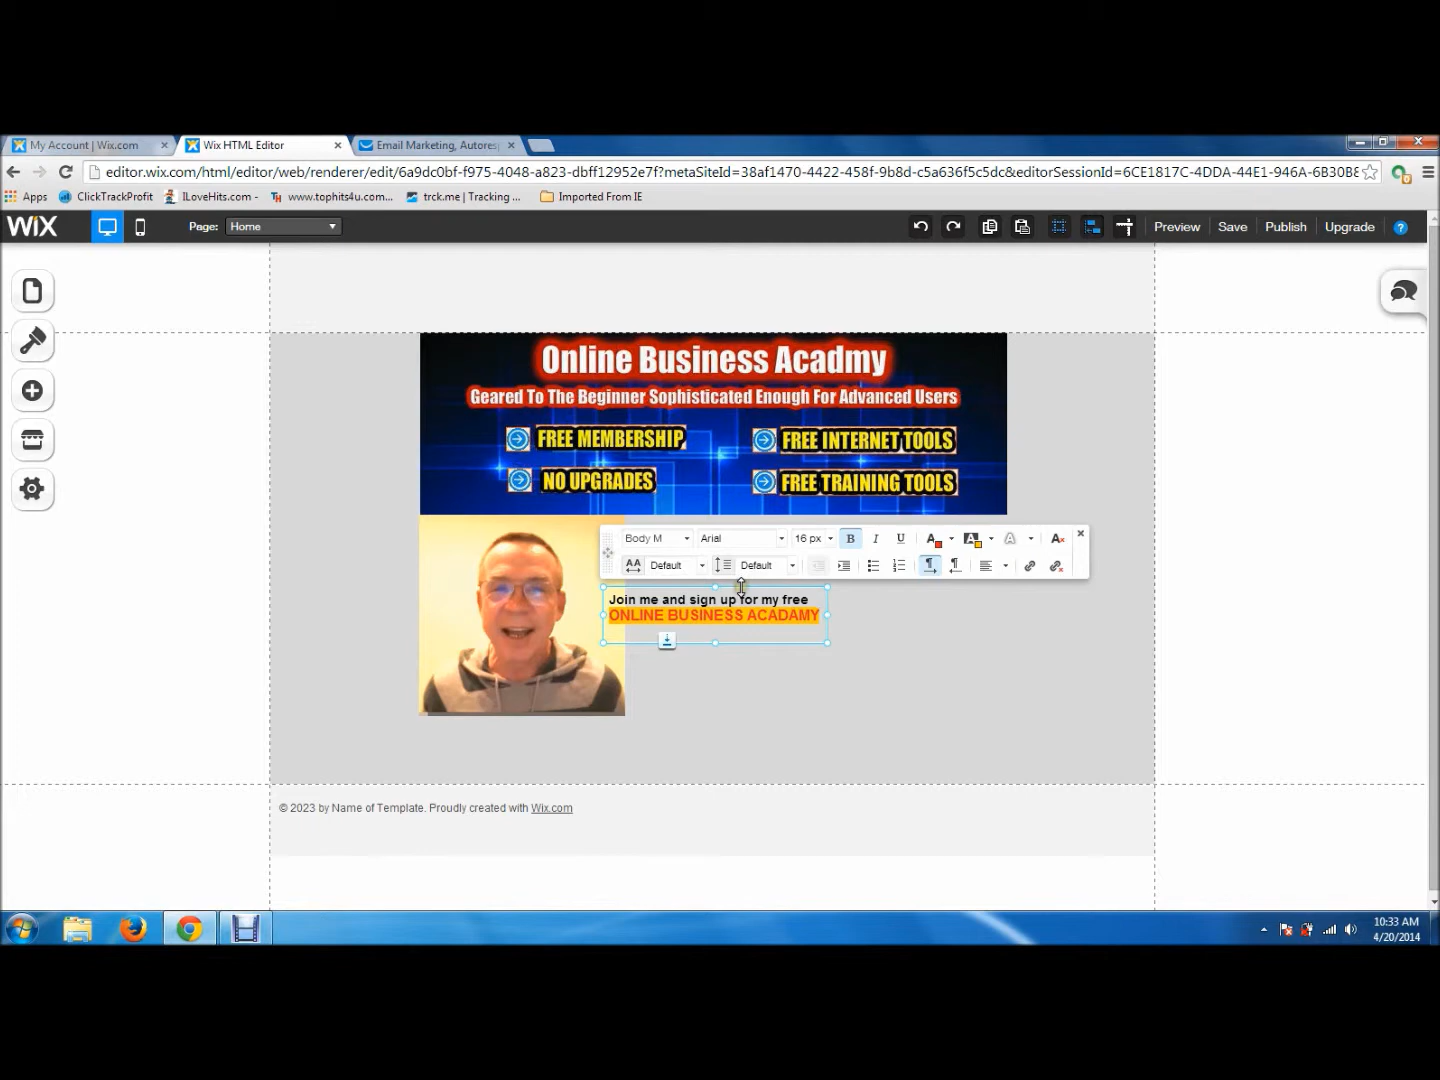 My Account | Wix.com
Wix HTML Editor
Email Marketing, Autores
editor.wix.com/html/editor/web/renderer/edit/6a9dc0bf-f975-4048-a823-dbff12952e7f?metaSiteId=38af1470-4422-458f-9b8d-c5a636f5c5dc&editorSessionId=6CE1817C-4DDA-44E1-946A-6B30B8
Apps
ClickTrackProfit
ILoveHits.com -
TH
www.tophits4u.com...
trck.me | Tracking ...
Imported From IE
WiX
Page:
Home
Preview
Save
Publish
Upgrade
?
Online Business Acadmy
Geared To The Beginner Sophisticated Enough For Advanced Users
FREE MEMBERSHIP
FREE INTERNET TOOLS
NO UPGRADES
FREE TRAINING TOOLS
Body M
Arial
16 px
B
I
U
A
A
A
A
AA
Default
Default
Join me and sign up for my free
ONLINE BUSINESS ACADAMY
© 2023 by Name of Template. Proudly created with Wix.com
10:33 AM
4/20/2014